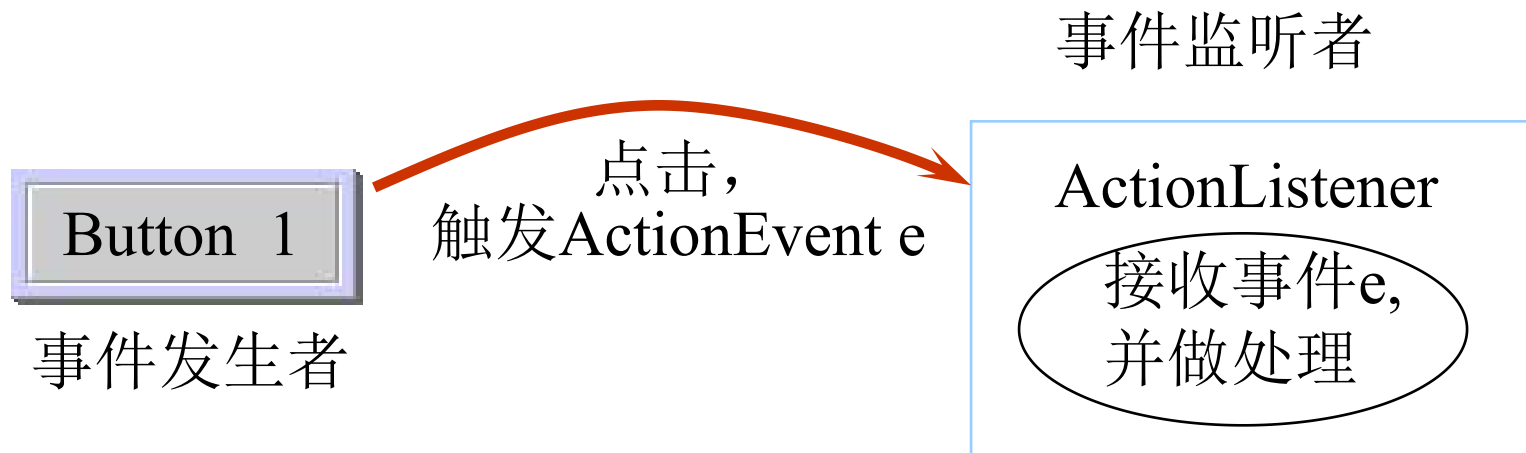 事件监听者
点击，
触发ActionEvent e
Button 1
事件发生者
ActionListener
接收事件e,
并做处理